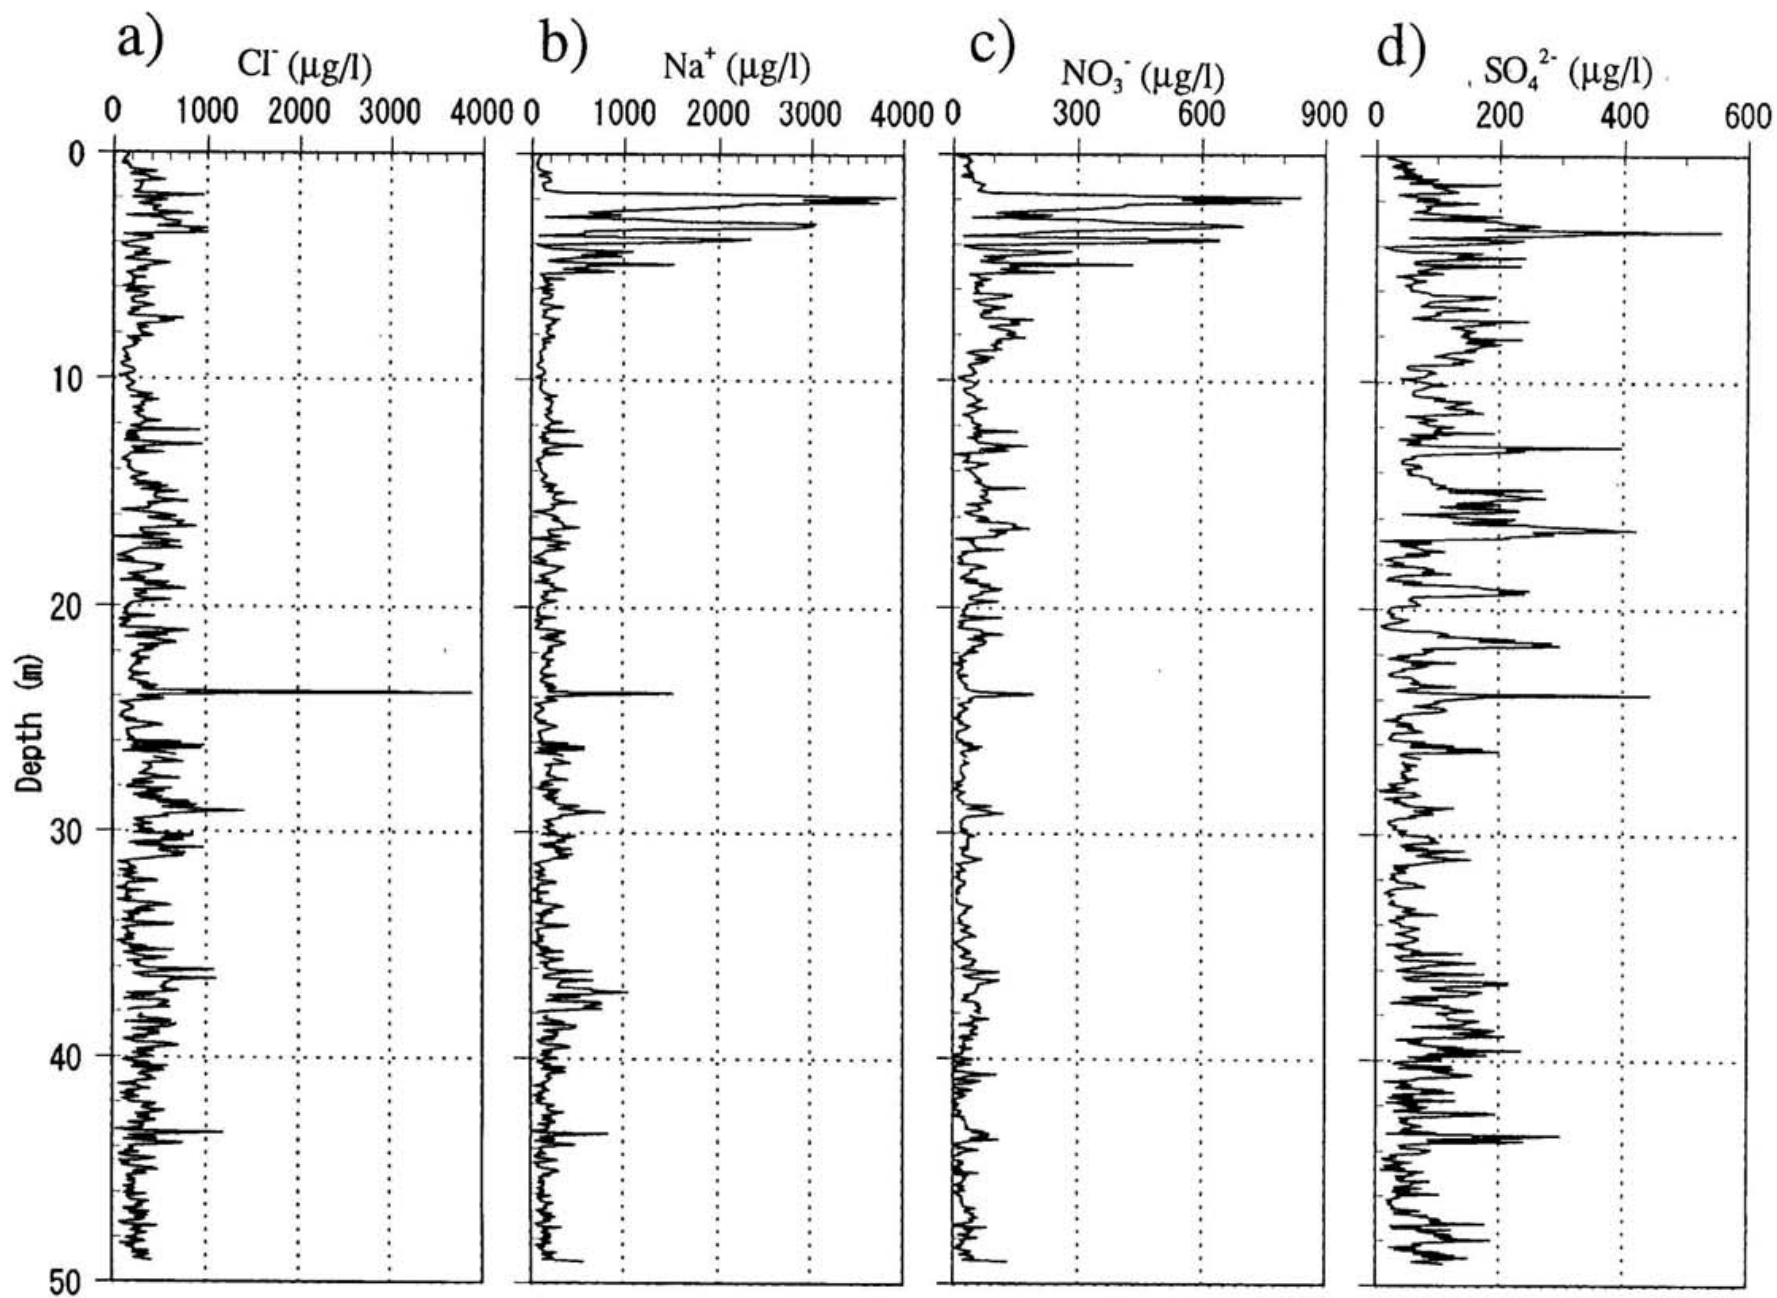 a) Cl⁻ (μg/l)
0 1000 2000 3000 4000
b) Na⁺ (μg/l)
0 1000 2000 3000 4000
c) NO₃⁻ (μg/l)
0 300 600 900
d) SO₄²⁻ (μg/l)
0 200 400 600
Depth (m)
0
10
20
30
40
50